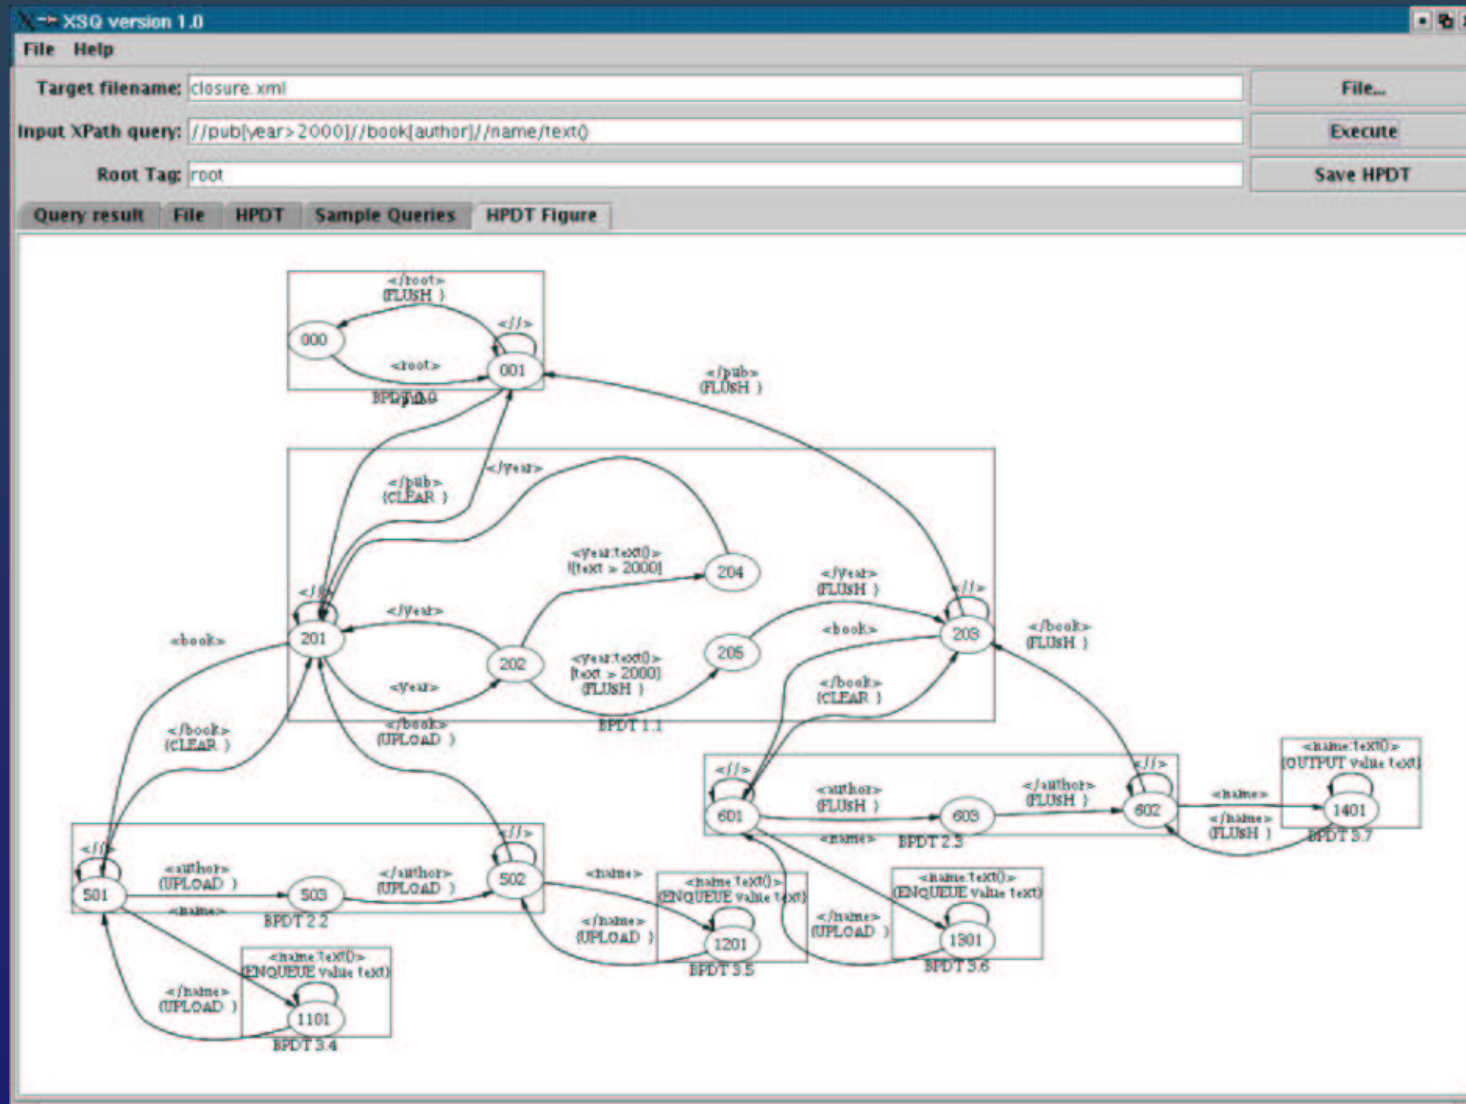 XSQ version 1.0
File Help
Target filename: closure.xml File...
Input XPath query: //pub[year>2000]//book[author]//name/text() Execute
Root Tag: root Save HPDT
Query result File HPDT Sample Queries HPDT Figure
</root>
{FLUSH }
<//>
000
<root>
001
</pub>
{FLUSH }
</year>
</pub>
{CLEAR }
<year:text()>
![text > 2000]
204
</year>
{FLUSH }
<//>
<//>
</year>
<book>
201
<book>
203
</book>
{FLUSH }
202
<year:text()>
[text > 2000]
{FLUSH }
205
<year>
</book>
{CLEAR }
BPDT 1.1
</book>
{CLEAR }
</book>
{UPLOAD }
<name:text()>
{OUTPUT value text}
<//>
<//>
<author>
{FLUSH }
</author>
{FLUSH }
<name>
601
603
602
1401
<name>
BPDT 2.3
</name>
{FLUSH }
BPDT 3.7
<//>
<//>
<author>
{UPLOAD }
</author>
{UPLOAD }
<name>
501
503
502
<name>
BPDT 2.2
<name:text()>
{ENQUEUE value text}
<name:text()>
{ENQUEUE value text}
</name>
{UPLOAD }
1201
</name>
{UPLOAD }
1301
BPDT 3.5
BPDT 3.6
<name:text()>
{ENQUEUE value text}
</name>
{UPLOAD }
1101
BPDT 3.4